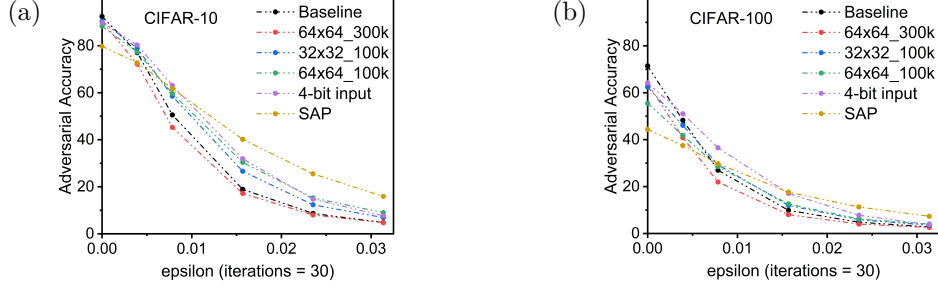 (a)
CIFAR-10
Baseline
64x64_300k
32x32_100k
64x64_100k
4-bit input
SAP
Adversarial Accuracy
80
60
40
20
0
0.00
0.01
0.02
0.03
epsilon (iterations = 30)
(b)
CIFAR-100
Baseline
64x64_300k
32x32_100k
64x64_100k
4-bit input
SAP
Adversarial Accuracy
80
60
40
20
0
0.00
0.01
0.02
0.03
epsilon (iterations = 30)